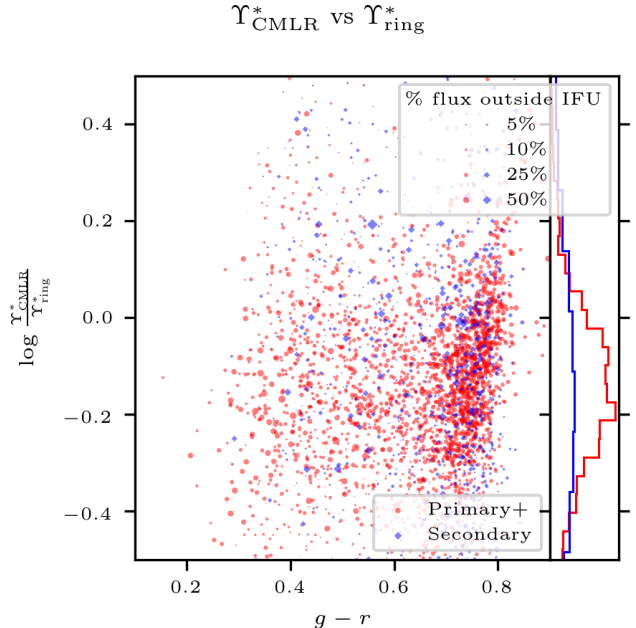 Υ*CMLR vs Υ*ring
% flux outside IFU
5%
10%
25%
50%
0.4
0.2
0.0
−0.2
−0.4
log Υ*CMLR / Υ*ring
Primary+
Secondary
0.2 0.4 0.6 0.8
g − r